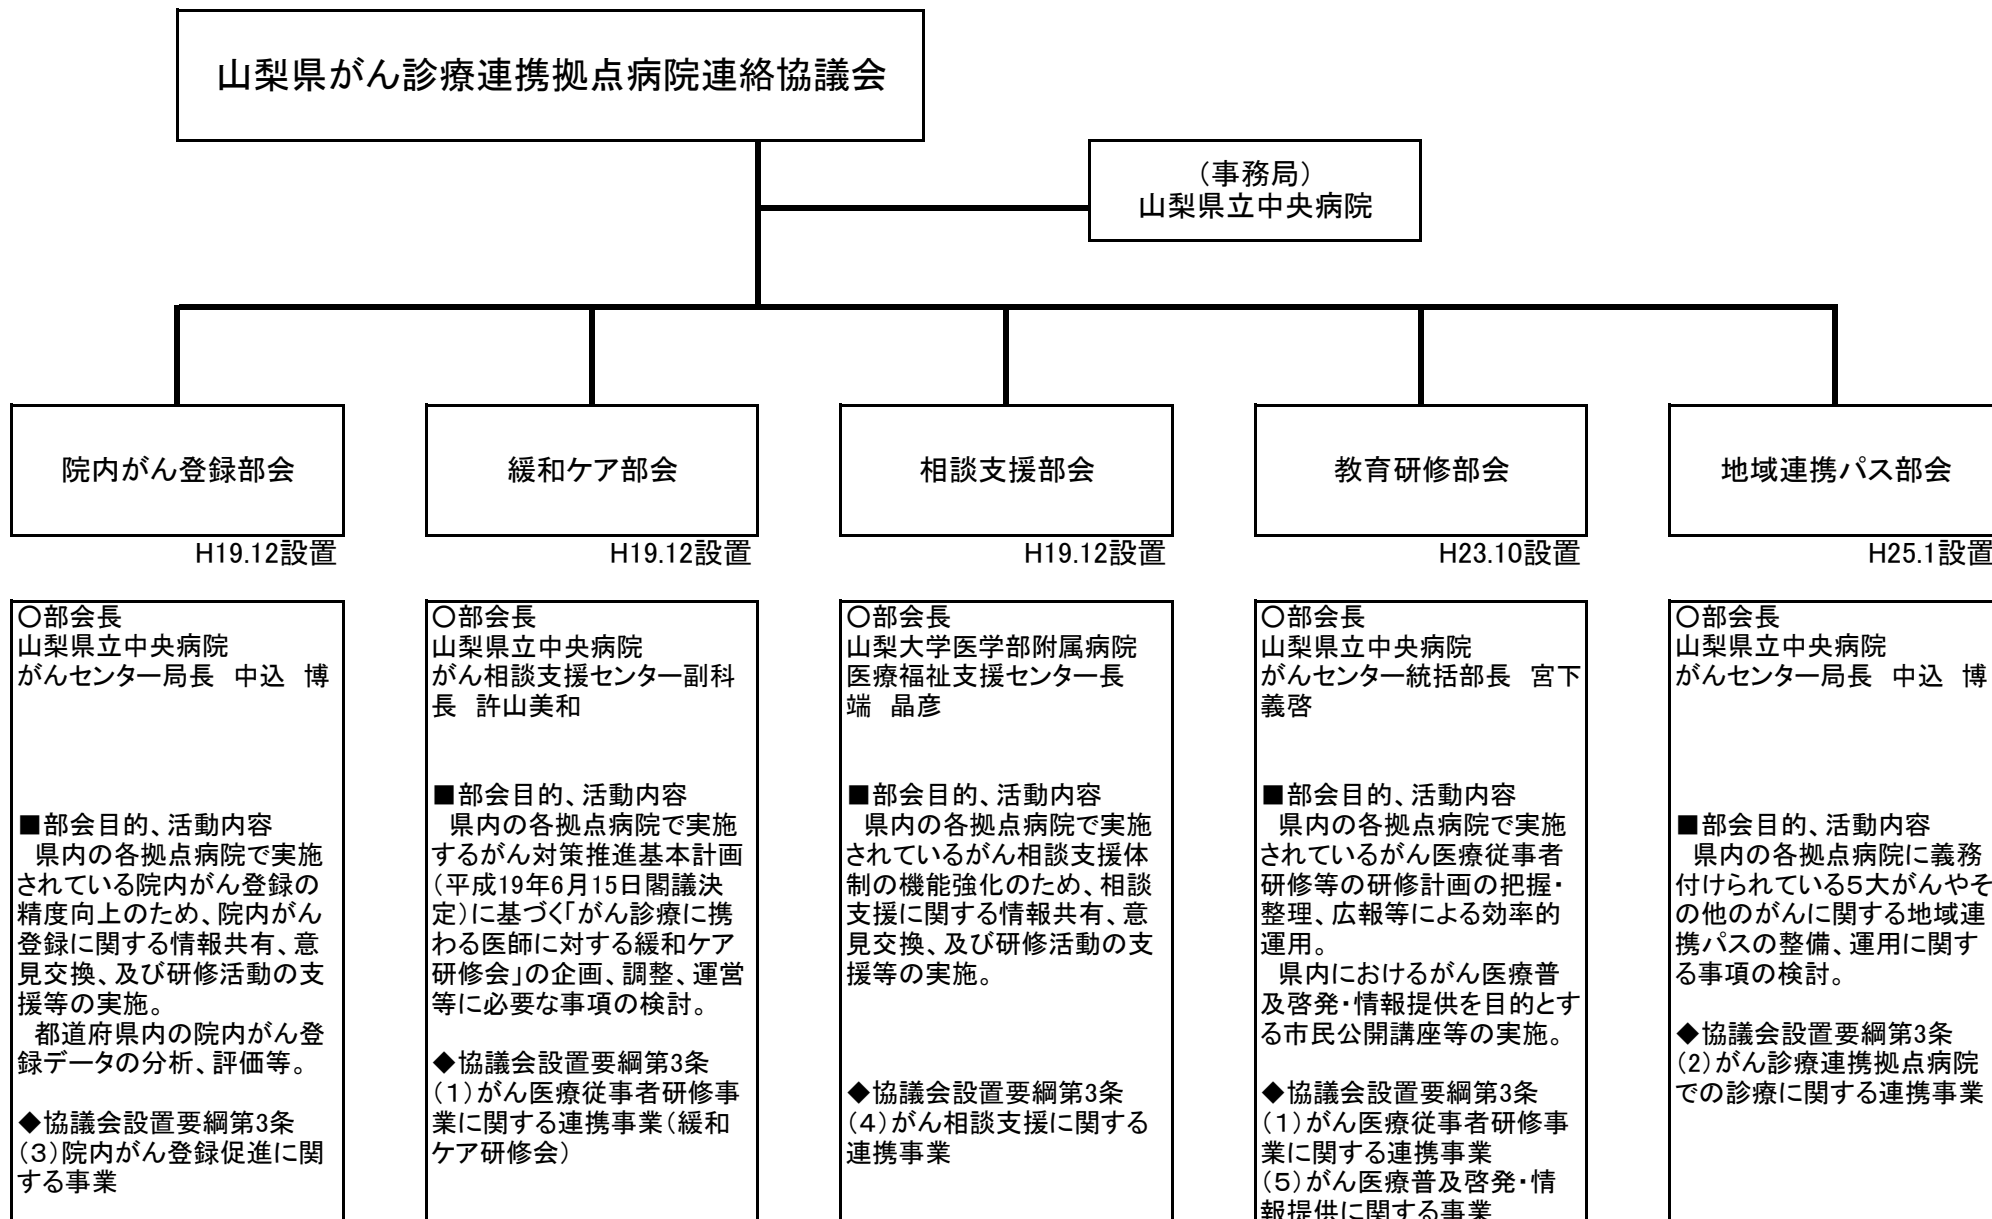 山梨県がん診療連携拠点病院連絡協議会
（事務局）
山梨県立中央病院
院内がん登録部会
H19.12設置
緩和ケア部会
H19.12設置
相談支援部会
H19.12設置
教育研修部会
H23.10設置
地域連携パス部会
H25.1設置
〇部会長
山梨県立中央病院
がんセンター局長　中込　博
■部会目的、活動内容
　県内の各拠点病院で実施
されている院内がん登録の
精度向上のため、院内がん
登録に関する情報共有、意
見交換、及び研修活動の支
援等の実施。
　都道府県内の院内がん登
録データの分析、評価等。
◆協議会設置要綱第3条
（３）院内がん登録促進に関
する事業
〇部会長
山梨県立中央病院
がん相談支援センター副科
長　許山美和
■部会目的、活動内容
　県内の各拠点病院で実施
するがん対策推進基本計画
（平成19年6月15日閣議決
定）に基づく「がん診療に携
わる医師に対する緩和ケア
研修会」の企画、調整、運営
等に必要な事項の検討。
◆協議会設置要綱第3条
（１）がん医療従事者研修事
業に関する連携事業（緩和
ケア研修会）
〇部会長
山梨大学医学部附属病院
医療福祉支援センター長
端　晶彦
■部会目的、活動内容
　県内の各拠点病院で実施
されているがん相談支援体
制の機能強化のため、相談
支援に関する情報共有、意
見交換、及び研修活動の支
援等の実施。
◆協議会設置要綱第3条
（４）がん相談支援に関する
連携事業
〇部会長
山梨県立中央病院
がんセンター統括部長　宮下
義啓
■部会目的、活動内容
　県内の各拠点病院で実施
されているがん医療従事者
研修等の研修計画の把握・
整理、広報等による効率的
運用。
　県内におけるがん医療普
及啓発・情報提供を目的とす
る市民公開講座等の実施。
◆協議会設置要綱第3条
（１）がん医療従事者研修事
業に関する連携事業
（５）がん医療普及啓発・情
報提供に関する事業
〇部会長
山梨県立中央病院
がんセンター局長　中込　博
■部会目的、活動内容
　県内の各拠点病院に義務
付けられている５大がんやそ
の他のがんに関する地域連
携パスの整備、運用に関す
る事項の検討。
◆協議会設置要綱第3条
（2）がん診療連携拠点病院
での診療に関する連携事業